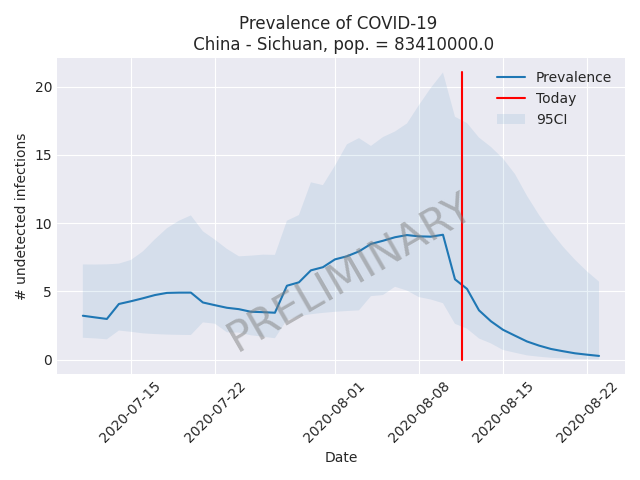 Prevalence of COVID-19
China - Sichuan, pop. = 83410000.0
# undetected infections
20
15
10
5
0
Prevalence
Today
95CI
PRELIMINARY
2020-07-15
2020-07-22
2020-08-01
2020-08-08
2020-08-15
2020-08-22
Date